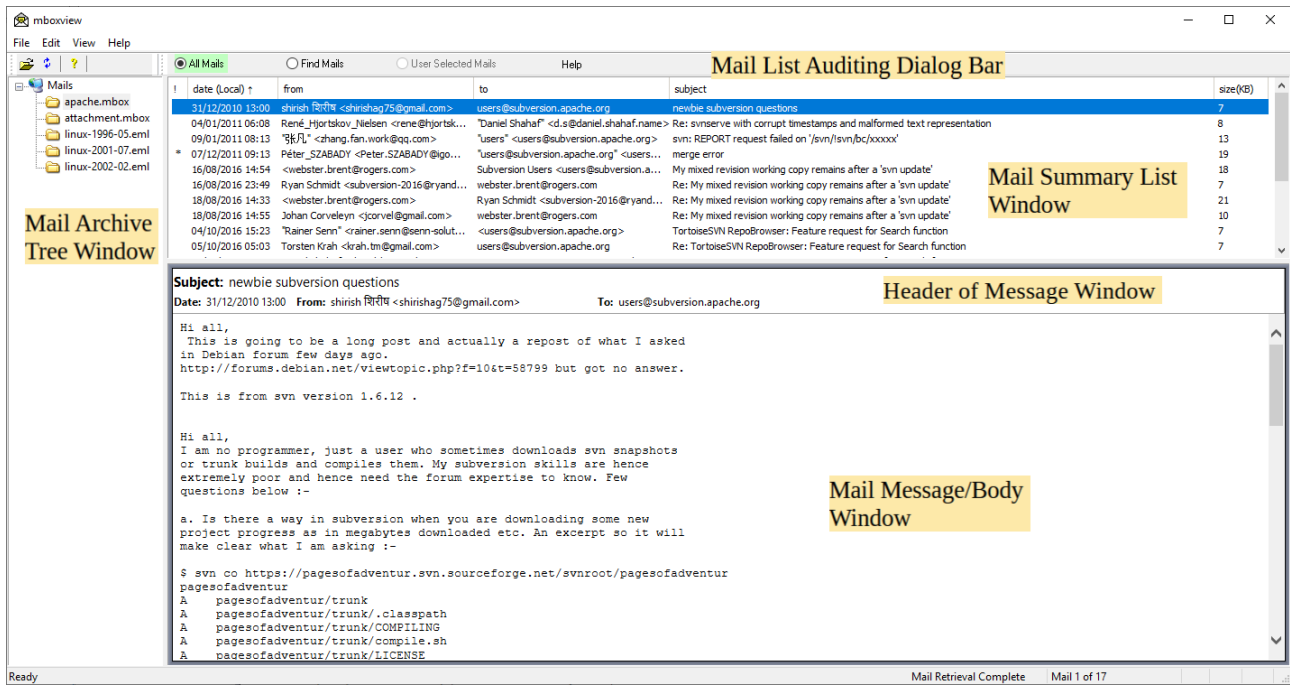 mboxview
File Edit View Help
All Mails Find Mails User Selected Mails Help Mail List Auditing Dialog Bar
Mails
apache.mbox
attachment.mbox
linux-1996-05.eml
linux-2001-07.eml
linux-2002-02.eml
Mail Archive
Tree Window
! date (Local) ↑ from to subject size(KB)
31/12/2010 13:00 shirish शिरीष <shirishag75@gmail.com> users@subversion.apache.org newbie subversion questions 7
04/01/2011 06:08 René_Hjortskov_Nielsen <rene@hjortsk... "Daniel Shahaf" <d.s@daniel.shahaf.name> Re: svnserve with corrupt timestamps and malformed text representation 8
09/01/2011 08:13 "张凡" <zhang.fan.work@qq.com> "users" <users@subversion.apache.org> svn: REPORT request failed on '/svn/!svn/bc/xxxxx' 13
* 07/12/2011 09:13 Péter_SZABADY <Peter.SZABADY@igo... "users@subversion.apache.org" <users... merge error 19
16/08/2016 14:54 <webster.brent@rogers.com> Subversion Users <users@subversion.a... My mixed revision working copy remains after a 'svn update' 18
16/08/2016 23:49 Ryan Schmidt <subversion-2016@ryand... webster.brent@rogers.com Re: My mixed revision working copy remains after a 'svn update' 7
18/08/2016 14:33 <webster.brent@rogers.com> Ryan Schmidt <subversion-2016@ryand... Re: My mixed revision working copy remains after a 'svn update' 21
18/08/2016 14:55 Johan Corveleyn <jcorvel@gmail.com> webster.brent@rogers.com Re: My mixed revision working copy remains after a 'svn update' 10
04/10/2016 15:23 "Rainer Senn" <rainer.senn@senn-solut... <users@subversion.apache.org> TortoiseSVN RepoBrowser: Feature request for Search function 7
05/10/2016 05:03 Torsten Krah <krah.tm@gmail.com> users@subversion.apache.org Re: TortoiseSVN RepoBrowser: Feature request for Search function 7
Mail Summary List
Window
Subject: newbie subversion questions
Date: 31/12/2010 13:00 From: shirish शिरीष <shirishag75@gmail.com> To: users@subversion.apache.org
Header of Message Window
Hi all,
This is going to be a long post and actually a repost of what I asked
in Debian forum few days ago.
http://forums.debian.net/viewtopic.php?f=10&t=58799 but got no answer.
This is from svn version 1.6.12 .
Hi all,
I am no programmer, just a user who sometimes downloads svn snapshots
or trunk builds and compiles them. My subversion skills are hence
extremely poor and hence need the forum expertise to know. Few
questions below :-
a. Is there a way in subversion when you are downloading some new
project progress as in megabytes downloaded etc. An excerpt so it will
make clear what I am asking :-
$ svn co https://pagesofadventur.svn.sourceforge.net/svnroot/pagesofadventur
pagesofadventur
A pagesofadventur/trunk
A pagesofadventur/trunk/.classpath
A pagesofadventur/trunk/COMPILING
A pagesofadventur/trunk/compile.sh
A pagesofadventur/trunk/LICENSE
Mail Message/Body
Window
Ready Mail Retrieval Complete Mail 1 of 17